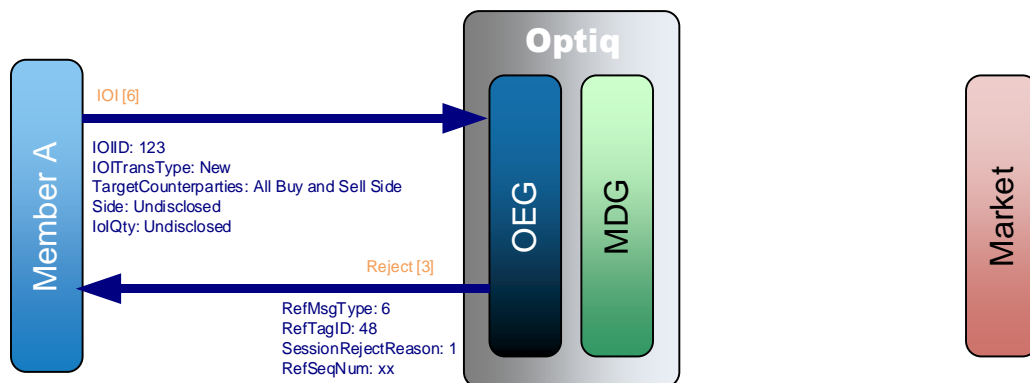 Optiq
IOI [6]
IOIID: 123
IOITransType: New
TargetCounterparties: All Buy and Sell Side
Side: Undisclosed
IoIQty: Undisclosed
Member A
OEG
MDG
Market
Reject [3]
RefMsgType: 6
RefTagID: 48
SessionRejectReason: 1
RefSeqNum: xx